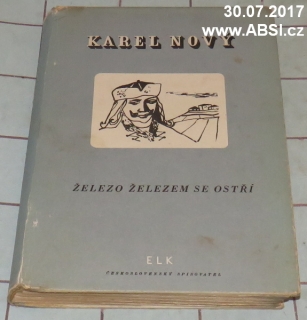 30.07.2017
www.ABSI.cz
KAREL NOVÝ
ŽELEZO ŽELEZEM SE OSTŘÍ
ELK
ČESKOSLOVENSKÝ SPISOVATEL